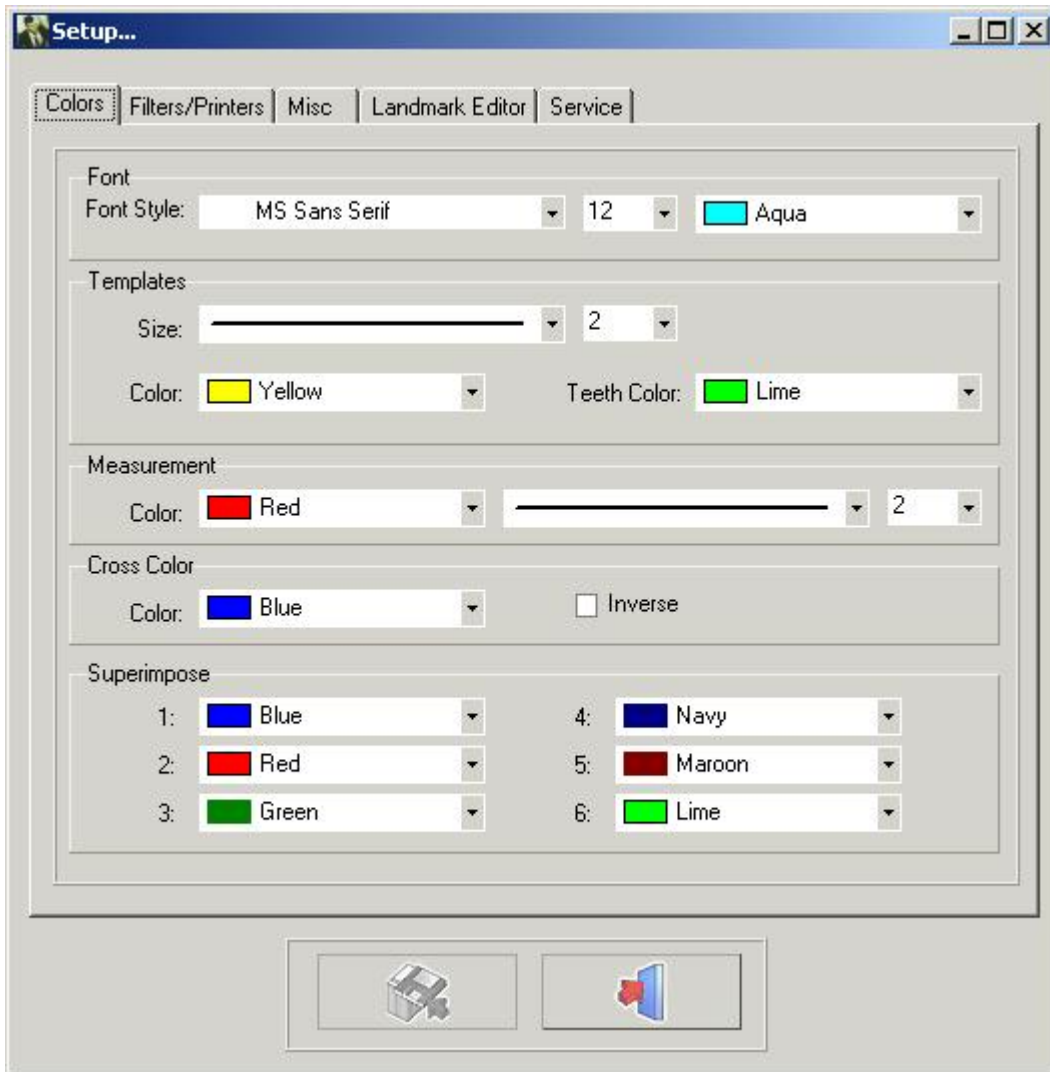 Setup...
Colors Filters/Printers Misc Landmark Editor Service
Font
Font Style: MS Sans Serif 12 Aqua
Templates
Size: 2
Color: Yellow Teeth Color: Lime
Measurement
Color: Red 2
Cross Color
Color: Blue Inverse
Superimpose
1: Blue 4: Navy
2: Red 5: Maroon
3: Green 6: Lime